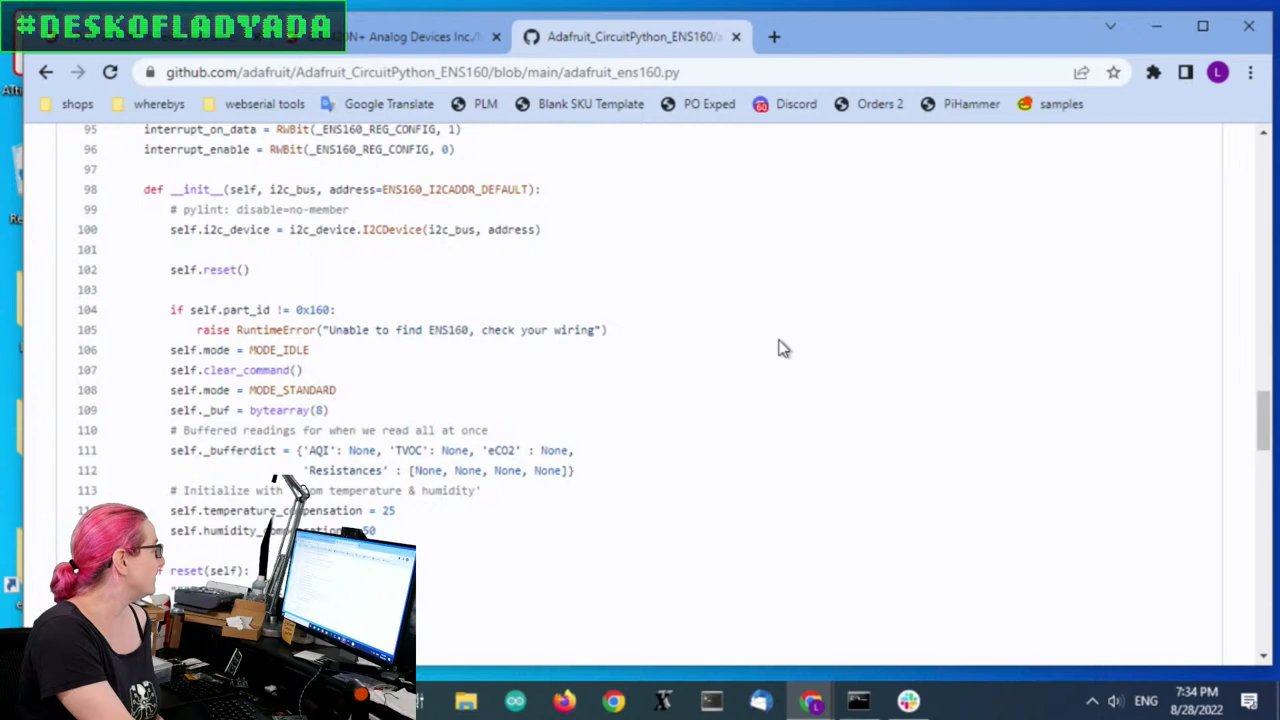 #DESKOFLADYADA
20N+ Analog Devices Inc./
Adafruit_CircuitPython_ENS160/
github.com/adafruit/Adafruit_CircuitPython_ENS160/blob/main/adafruit_ens160.py
L
shops
wherebys
webserial tools
Google Translate
PLM
Blank SKU Template
PO Exped
60
Discord
Orders 2
PiHammer
samples
95 interrupt_on_data = RWBit(_ENS160_REG_CONFIG, 1)
96 interrupt_enable = RWBit(_ENS160_REG_CONFIG, 0)
97
98 def __init__(self, i2c_bus, address=ENS160_I2CADDR_DEFAULT):
99 # pylint: disable=no-member
100 self.i2c_device = i2c_device.I2CDevice(i2c_bus, address)
101
102 self.reset()
103
104 if self.part_id != 0x160:
105 raise RuntimeError("Unable to find ENS160, check your wiring")
106 self.mode = MODE_IDLE
107 self.clear_command()
108 self.mode = MODE_STANDARD
109 self._buf = bytearray(8)
110 # Buffered readings for when we read all at once
111 self._bufferdict = {'AQI': None, 'TVOC': None, 'eCO2' : None,
112 'Resistances' : [None, None, None, None]}
113 # Initialize with temperature & humidity'
self.temperature_compensation = 25
50
reset(self):
ENG
7:34 PM
8/28/2022